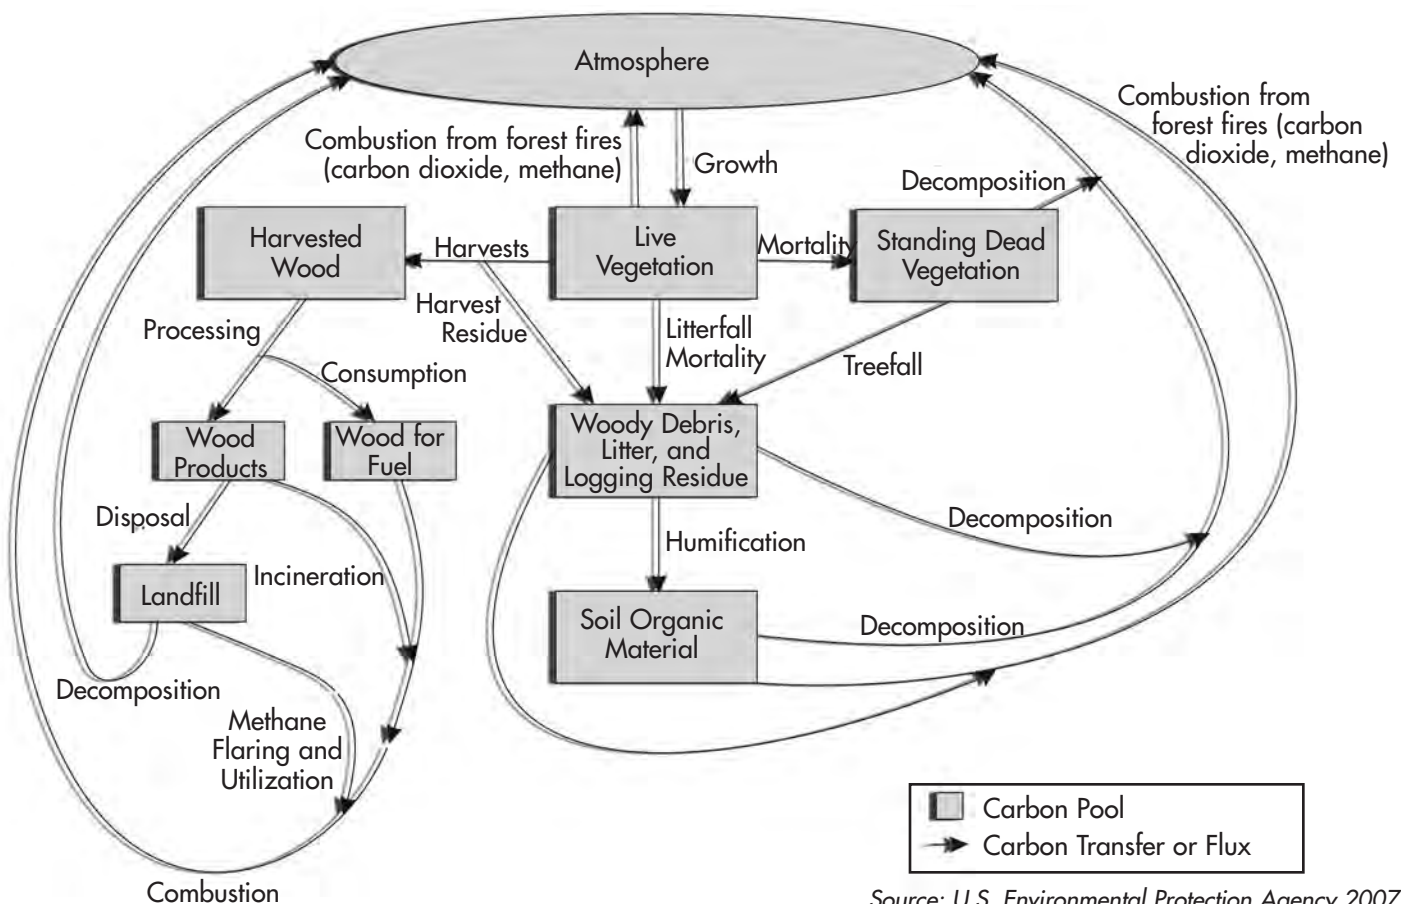 Atmosphere
Combustion from forest fires
(carbon dioxide, methane)
Growth
Combustion from
forest fires (carbon
dioxide, methane)
Decomposition
Harvested
Wood
Harvests
Live
Vegetation
Mortality
Standing Dead
Vegetation
Harvest
Residue
Processing
Litterfall
Mortality
Treefall
Consumption
Wood
Products
Wood for
Fuel
Woody Debris,
Litter, and
Logging Residue
Disposal
Decomposition
Incineration
Humification
Landfill
Soil Organic
Material
Decomposition
Decomposition
Methane
Flaring and
Utilization
Combustion
Carbon Pool
Carbon Transfer or Flux
Source: U.S. Environmental Protection Agency 2007